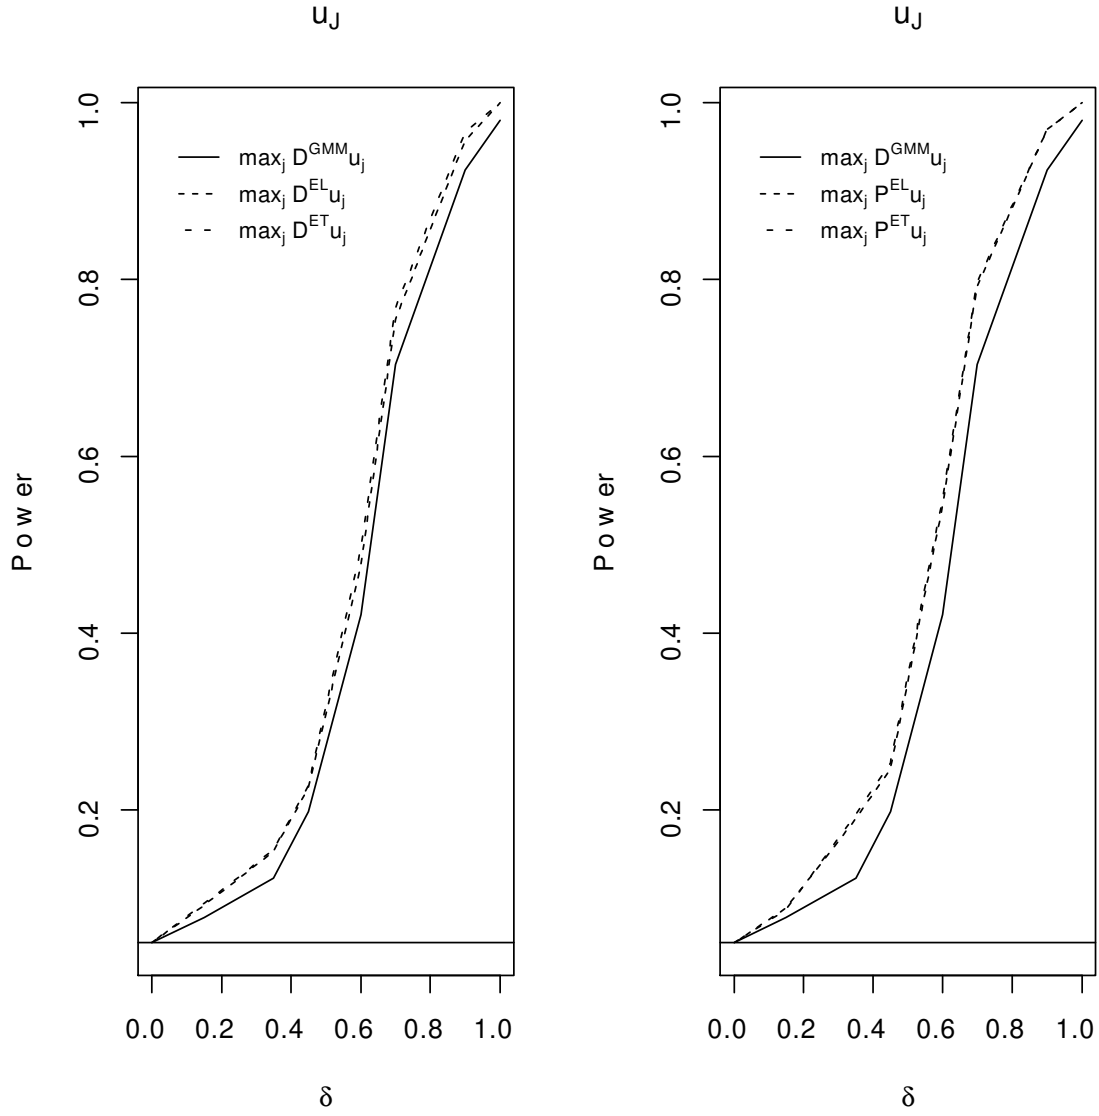 u_J
1.0
0.8
0.6
0.4
0.2
Power
max_j D^GMM u_j
max_j D^EL u_j
max_j D^ET u_j
0.0 0.2 0.4 0.6 0.8 1.0
δ
u_J
1.0
0.8
0.6
0.4
0.2
Power
max_j D^GMM u_j
max_j P^EL u_j
max_j P^ET u_j
0.0 0.2 0.4 0.6 0.8 1.0
δ